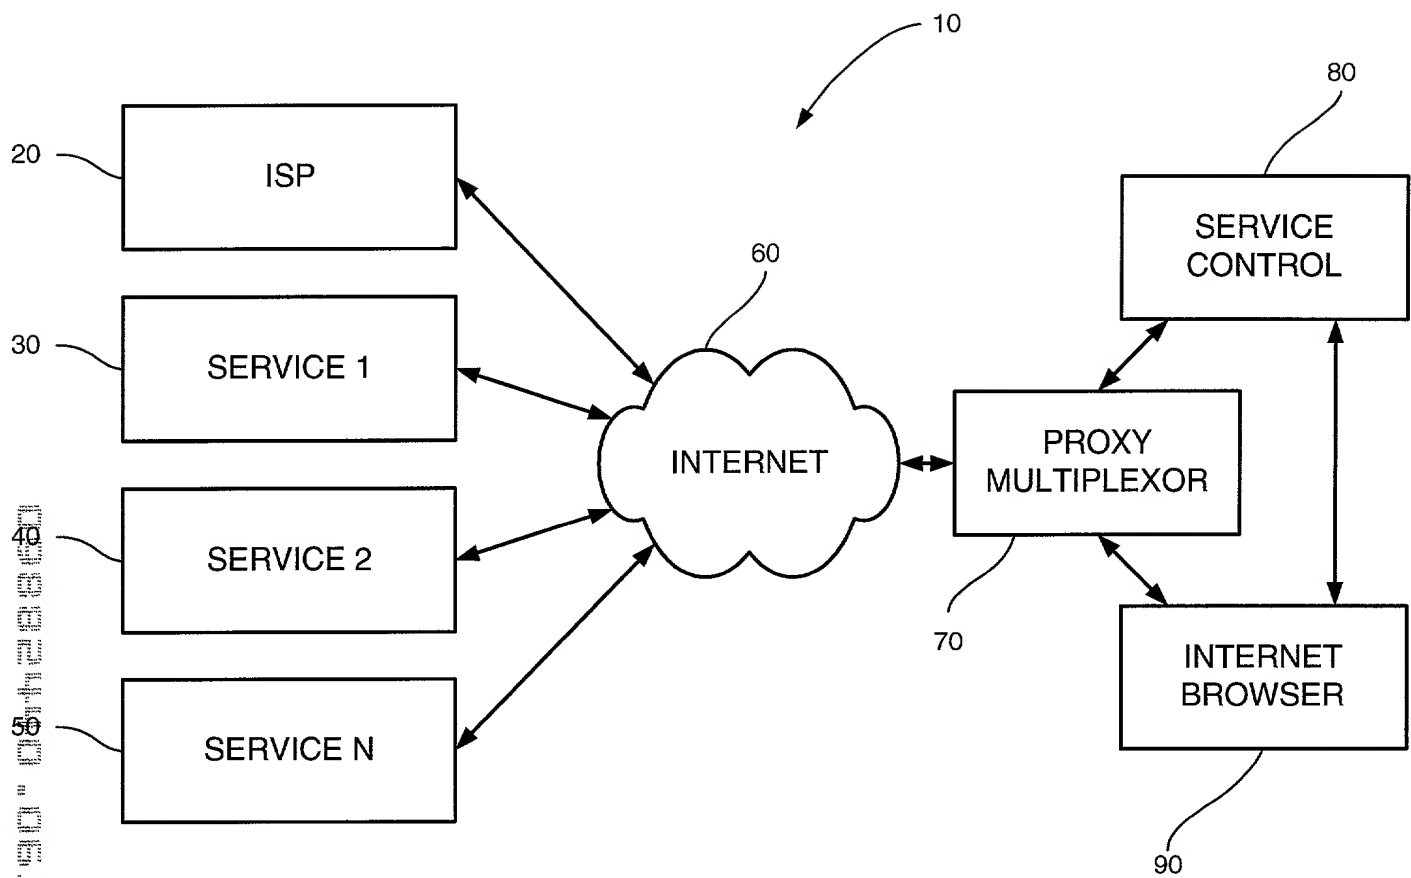 10
80
20
ISP
SERVICE
CONTROL
60
30
SERVICE 1
PROXY
MULTIPLEXOR
INTERNET
40
SERVICE 2
70
INTERNET
BROWSER
50
SERVICE N
90